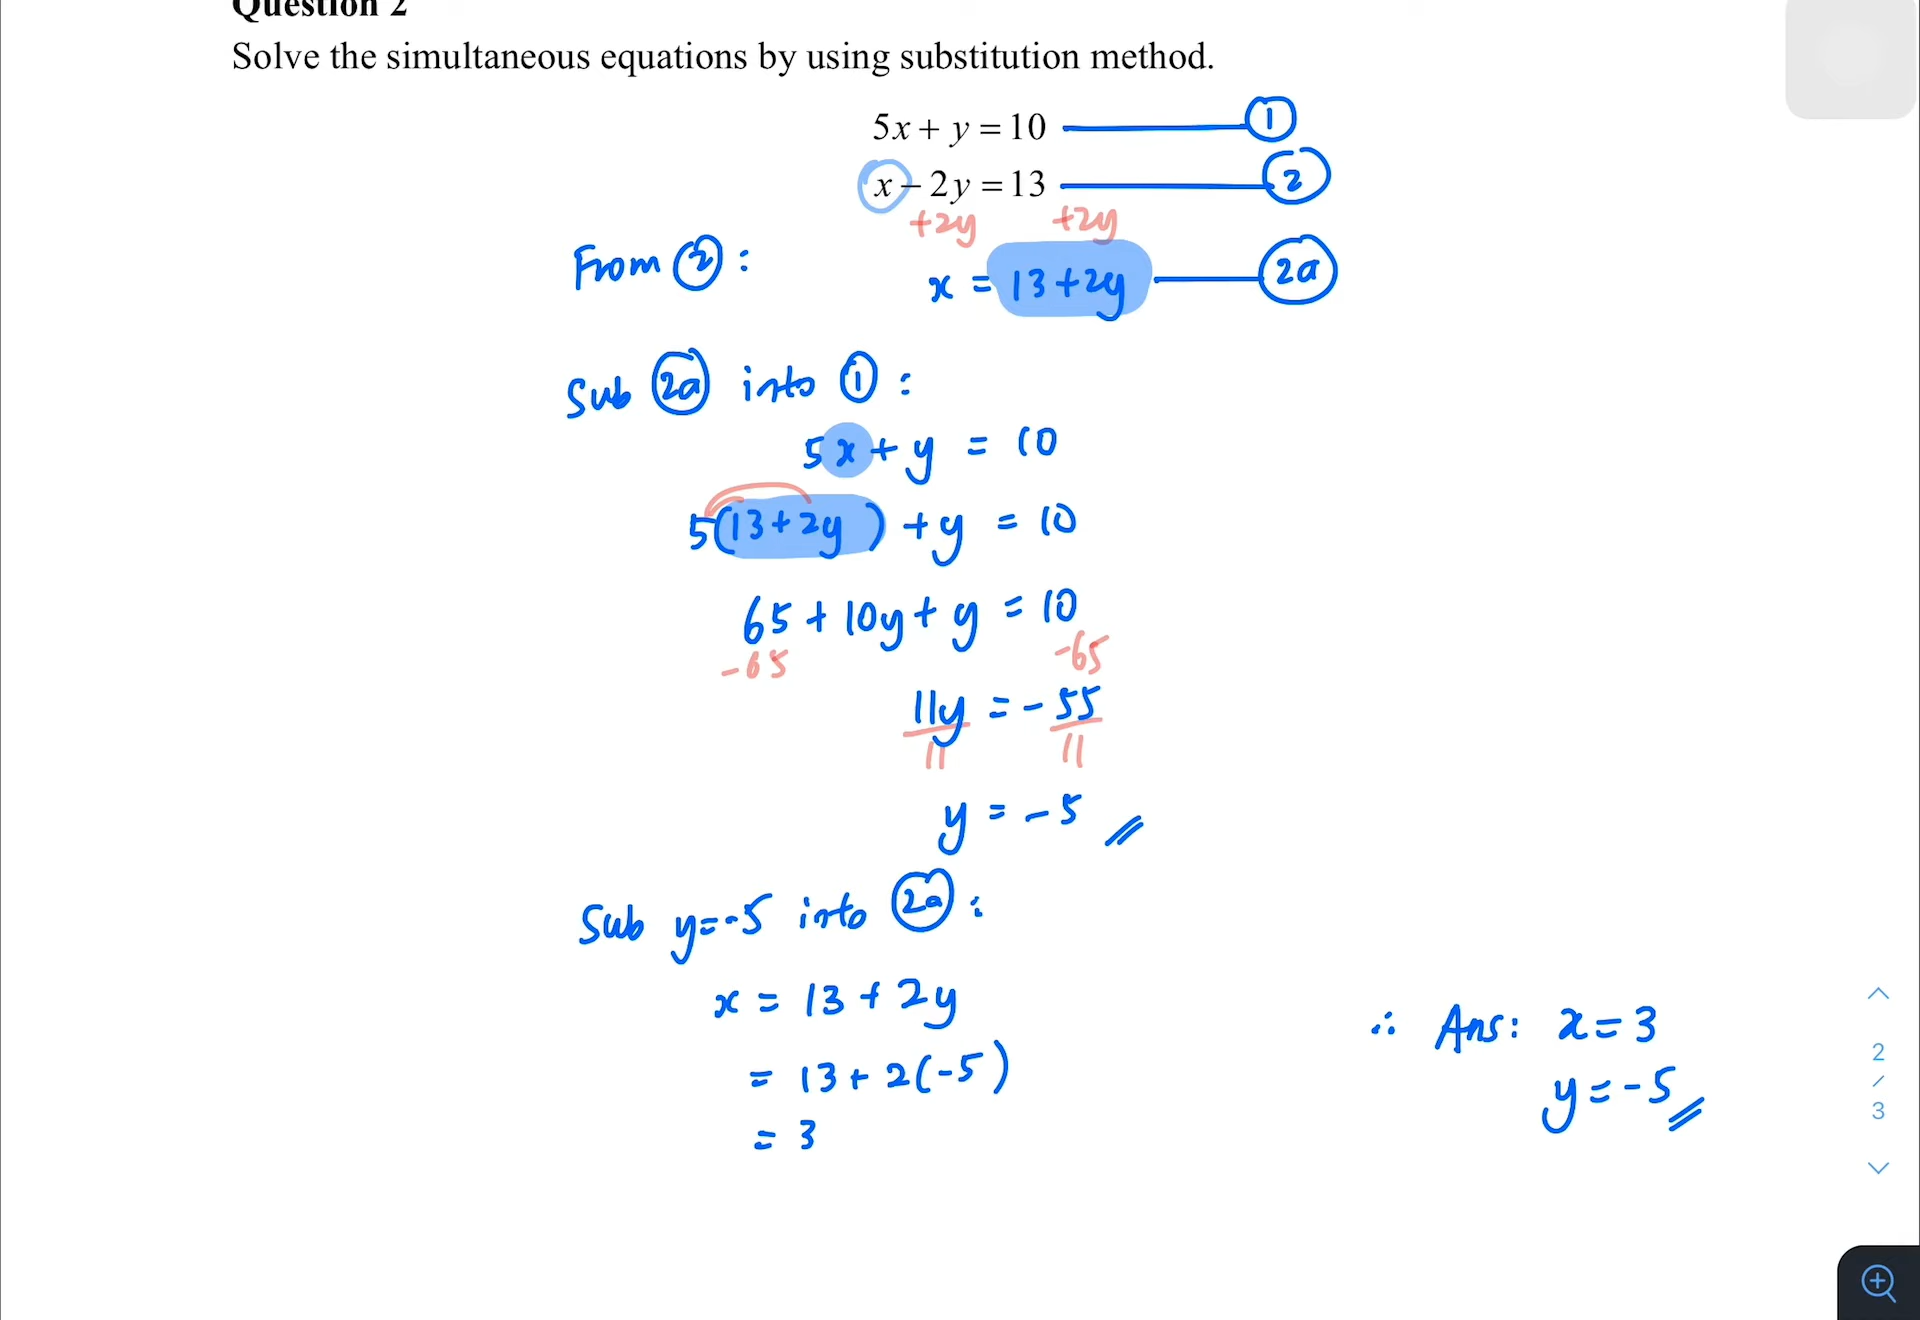 Question 2
Solve the simultaneous equations by using substitution method.
5x + y = 10 ① 
x − 2y = 13 ②
+2y +2y
From ② : x = 13 + 2y 2a
Sub 2a into ① :
5x + y = 10
5(13 + 2y) + y = 10
65 + 10y + y = 10
-65 -65
11y = -55
11 11
y = -5
Sub y=-5 into 2a :
x = 13 + 2y
= 13 + 2(-5)
= 3
∴ Ans: x = 3
y = -5
2
/
3